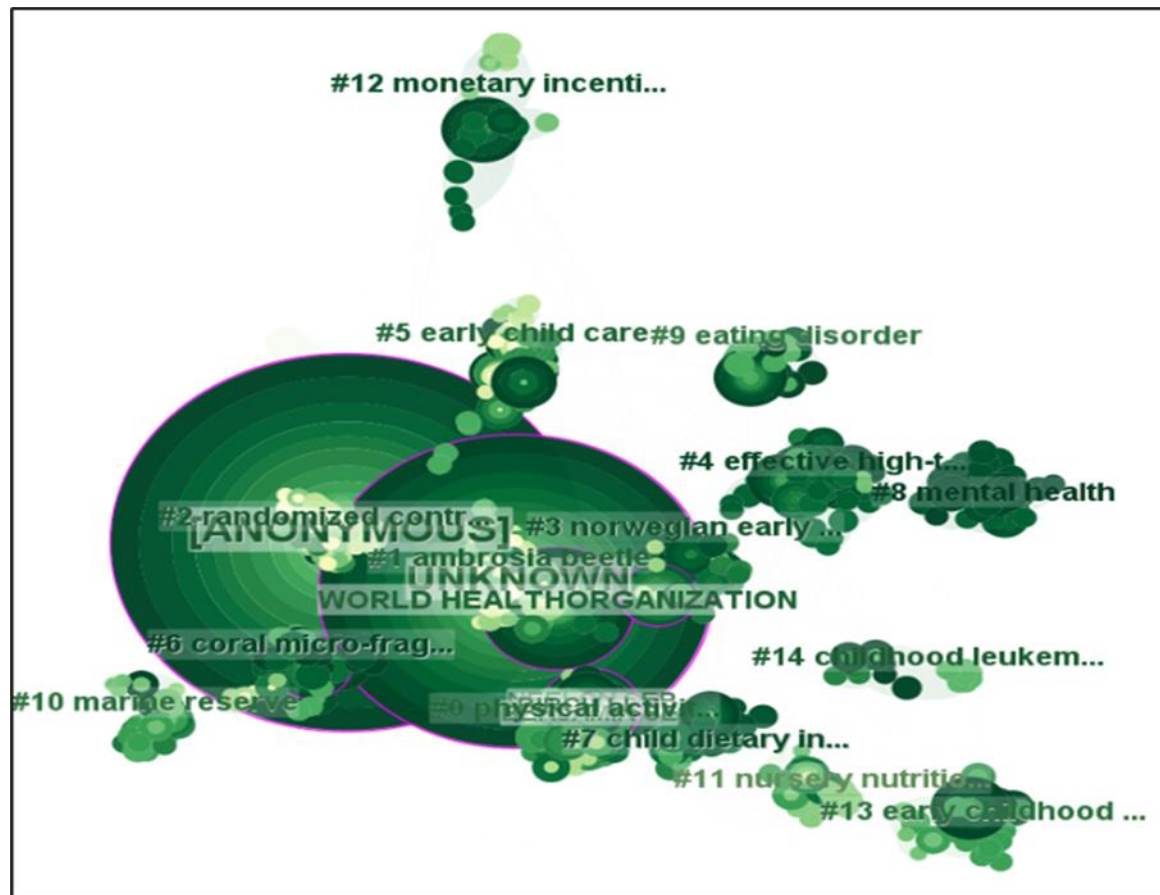 #12 monetary incenti...
#5 early child care
#9 eating disorder
#4 effective high-t...
#8 mental health
#2 randomized contr...
[ANONYMOUS]
#3 norwegian early ...
#1 ambrosia beetle
UNKNOWN
WORLD HEALTHORGANIZATION
#6 coral micro-frag...
#14 childhood leukem...
#10 marine reserve
#0 physical activit...
#7 child dietary in...
#11 nursery nutritio...
#13 early childhood ...